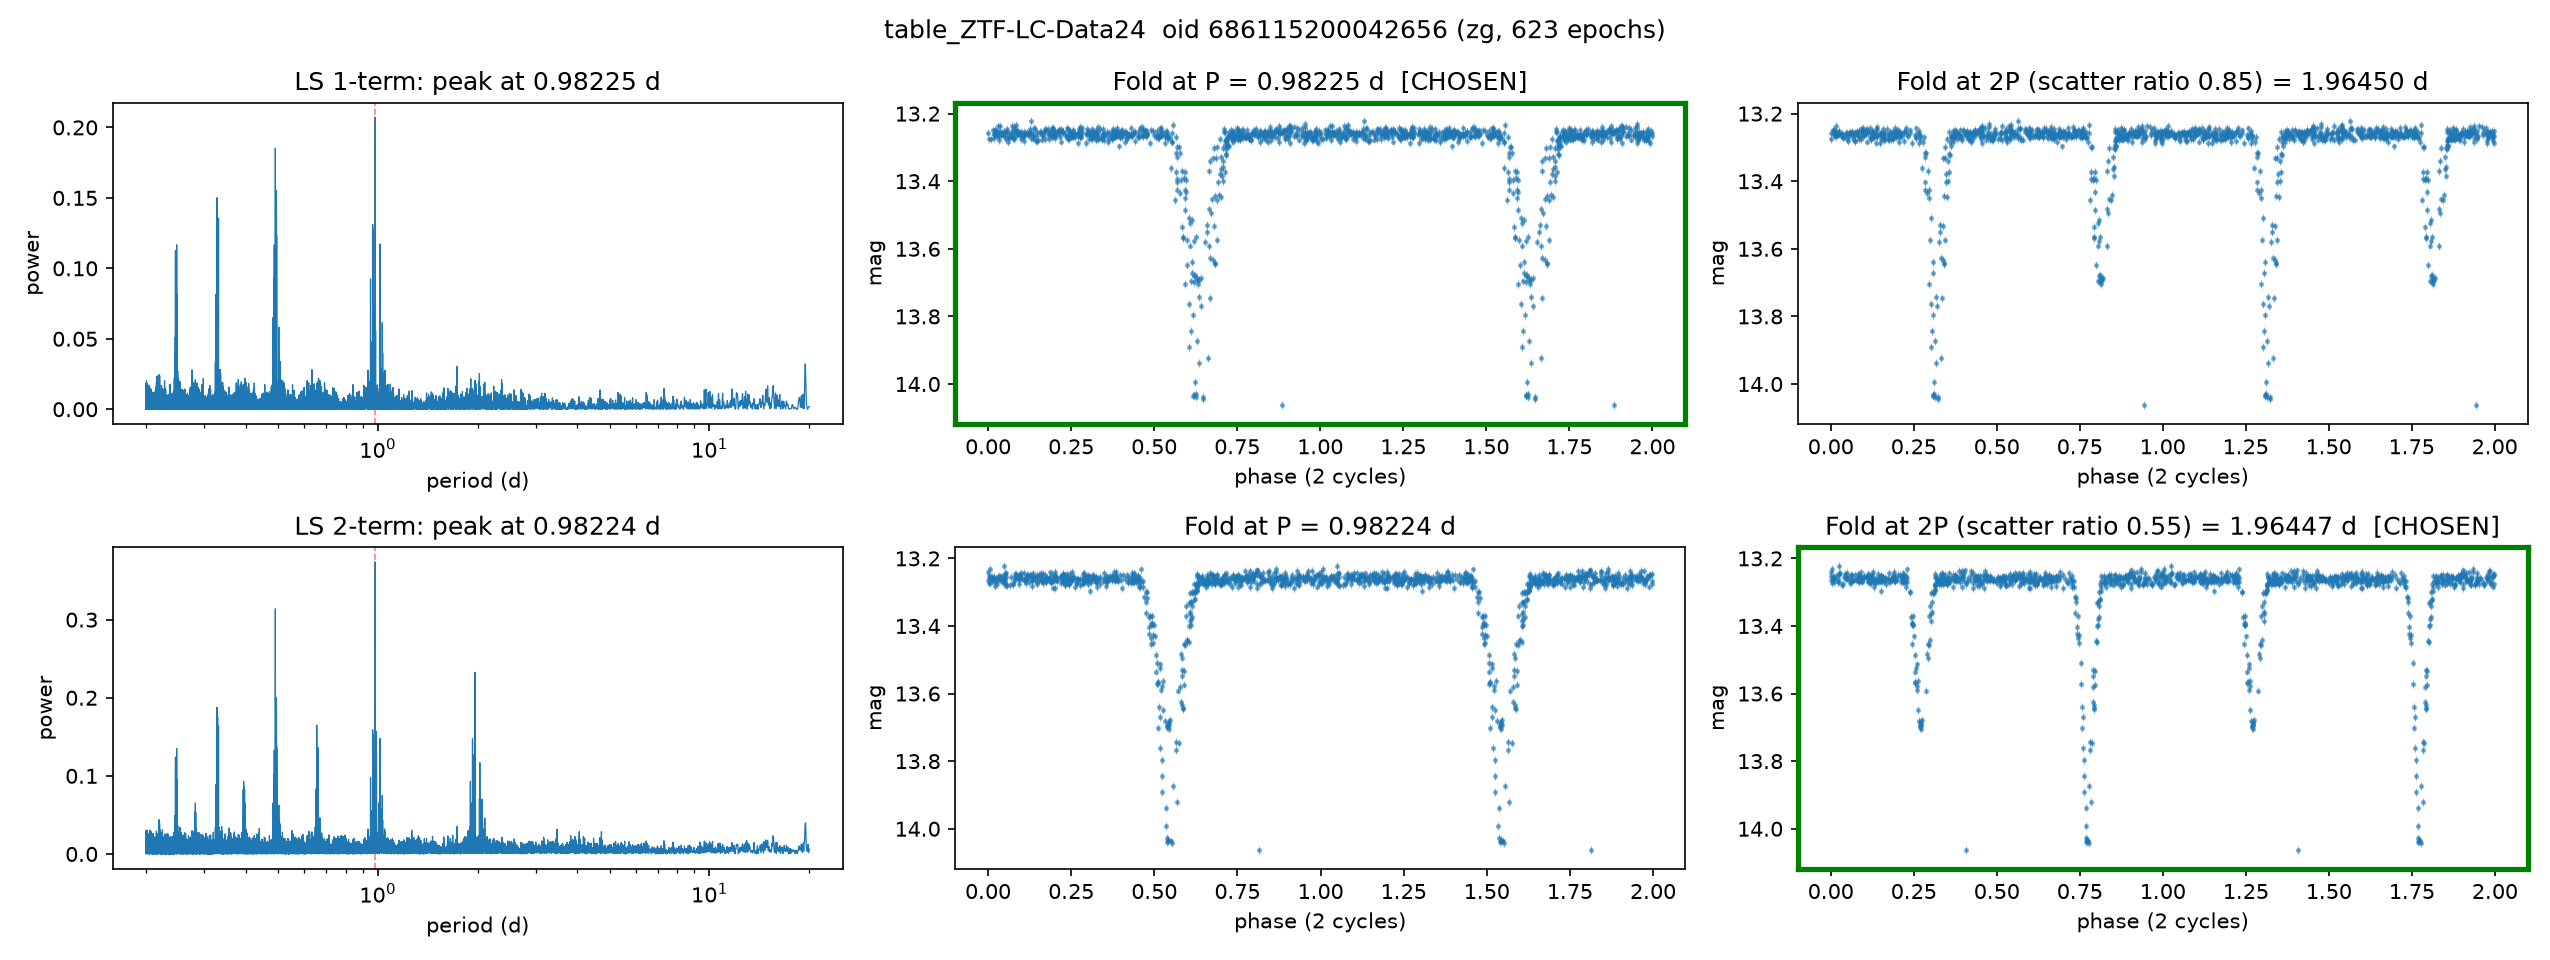 table_ZTF-LC-Data24  oid 686115200042656 (zg, 623 epochs)
LS 1-term: peak at 0.98225 d
power
0.20
0.15
0.10
0.05
0.00
10⁰
10¹
period (d)
Fold at P = 0.98225 d  [CHOSEN]
mag
13.2
13.4
13.6
13.8
14.0
0.00 0.25 0.50 0.75 1.00 1.25 1.50 1.75 2.00
phase (2 cycles)
Fold at 2P (scatter ratio 0.85) = 1.96450 d
mag
13.2
13.4
13.6
13.8
14.0
0.00 0.25 0.50 0.75 1.00 1.25 1.50 1.75 2.00
phase (2 cycles)
LS 2-term: peak at 0.98224 d
power
0.3
0.2
0.1
0.0
10⁰
10¹
period (d)
Fold at P = 0.98224 d
mag
13.2
13.4
13.6
13.8
14.0
0.00 0.25 0.50 0.75 1.00 1.25 1.50 1.75 2.00
phase (2 cycles)
Fold at 2P (scatter ratio 0.55) = 1.96447 d  [CHOSEN]
mag
13.2
13.4
13.6
13.8
14.0
0.00 0.25 0.50 0.75 1.00 1.25 1.50 1.75 2.00
phase (2 cycles)